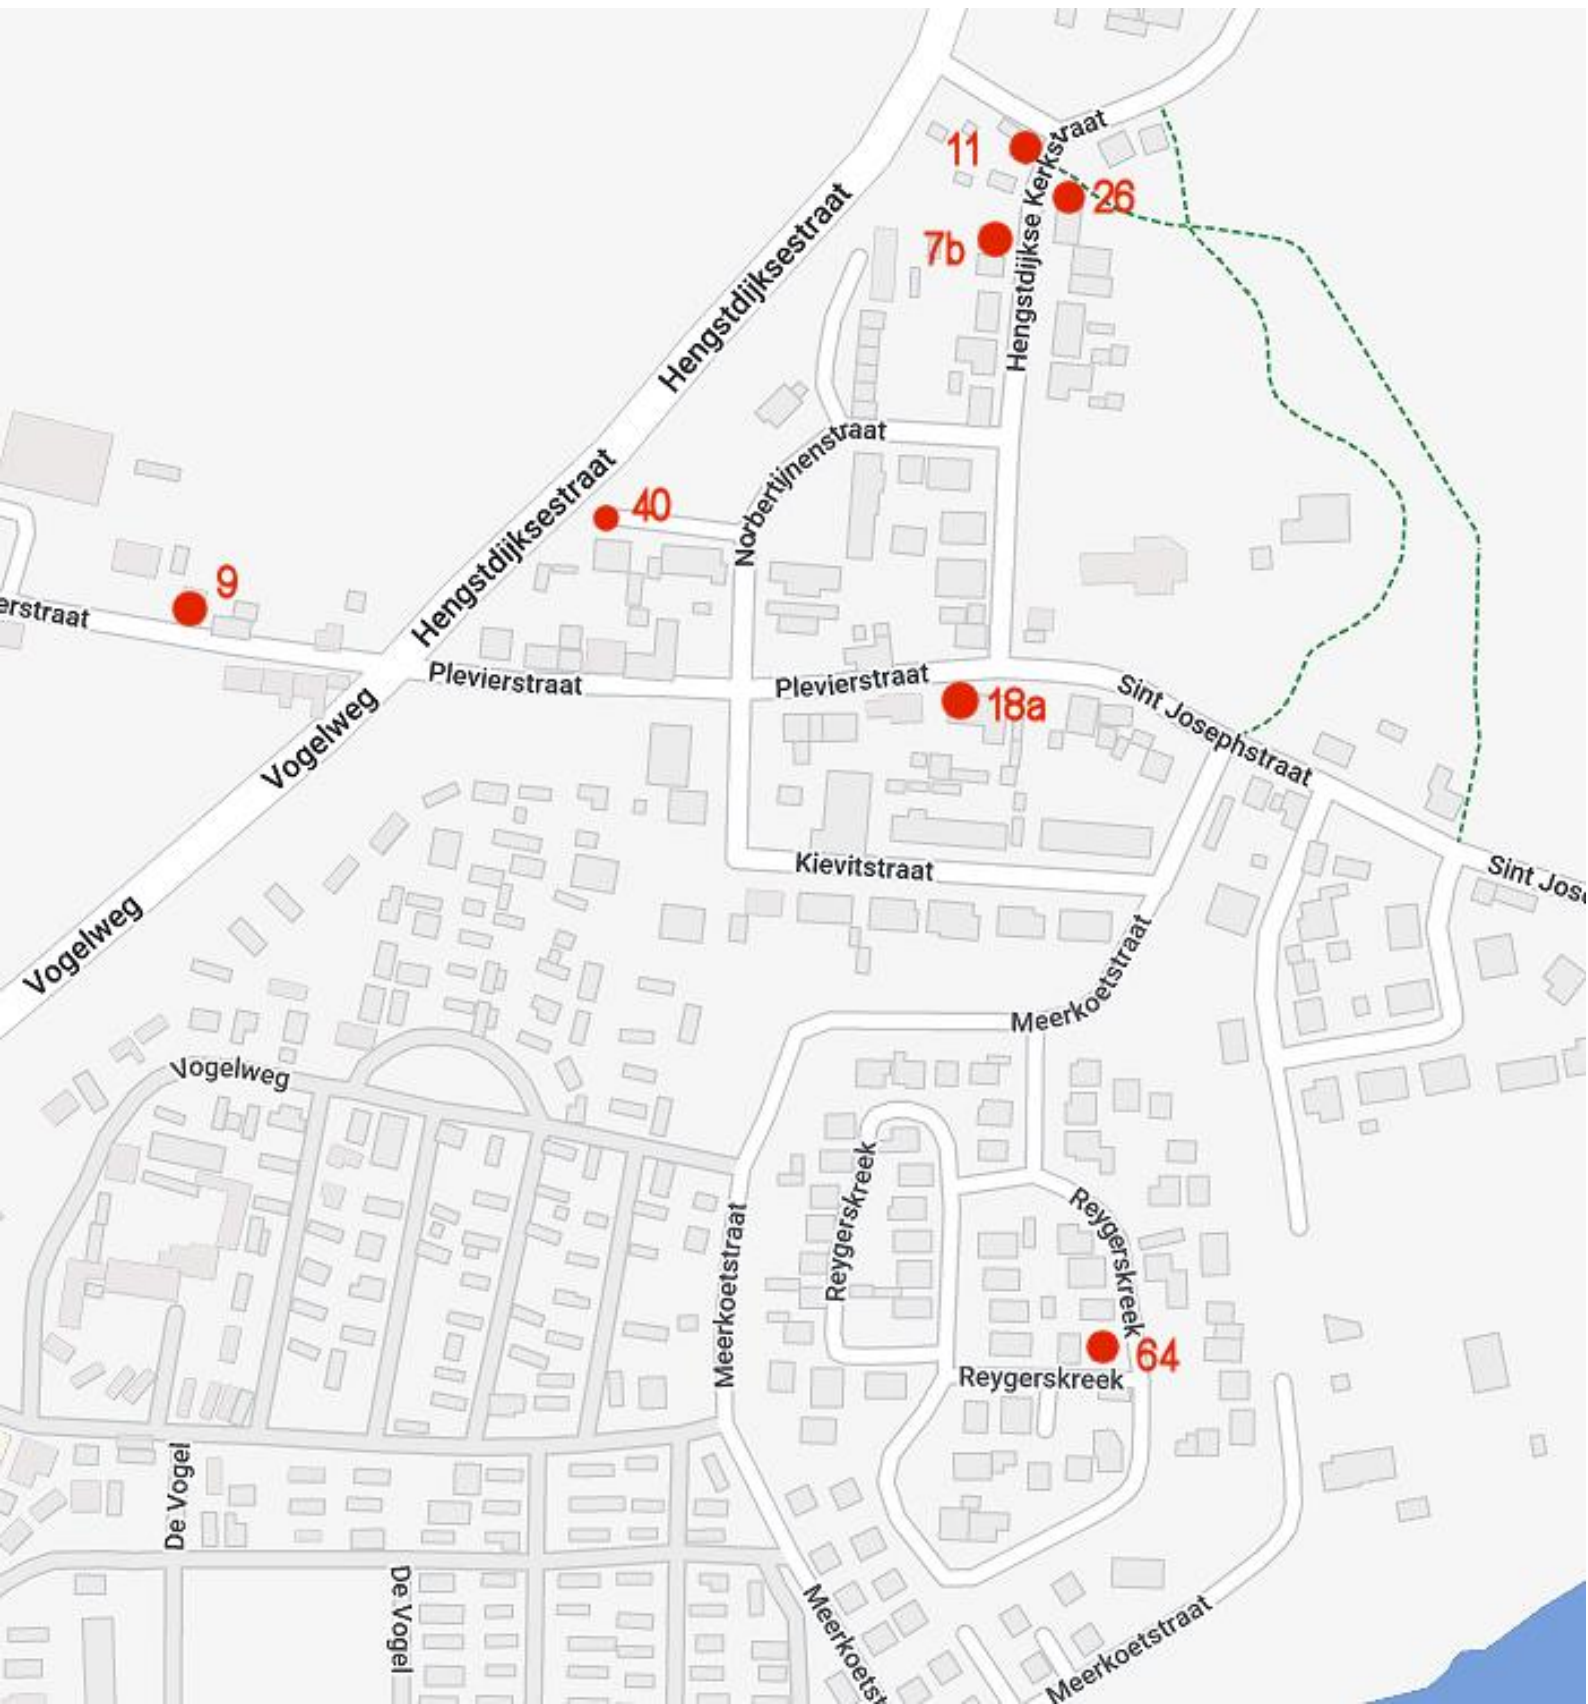 Hengstdijkse Kerkstraat
11
26
7b
Hengstdijksestraat
Norbertijnenstraat
Hengstdijksestraat
40
9
erstraat
Plevierstraat
Plevierstraat
18a
Sint Josephstraat
Vogelweg
Kievitstraat
Sint Jose
Vogelweg
Meerkoetstraat
Vogelweg
Reygerskreek
Reygerskreek
Meerkoetstraat
64
Reygerskreek
De Vogel
De Vogel
Meerkoetst
Meerkoetstraat